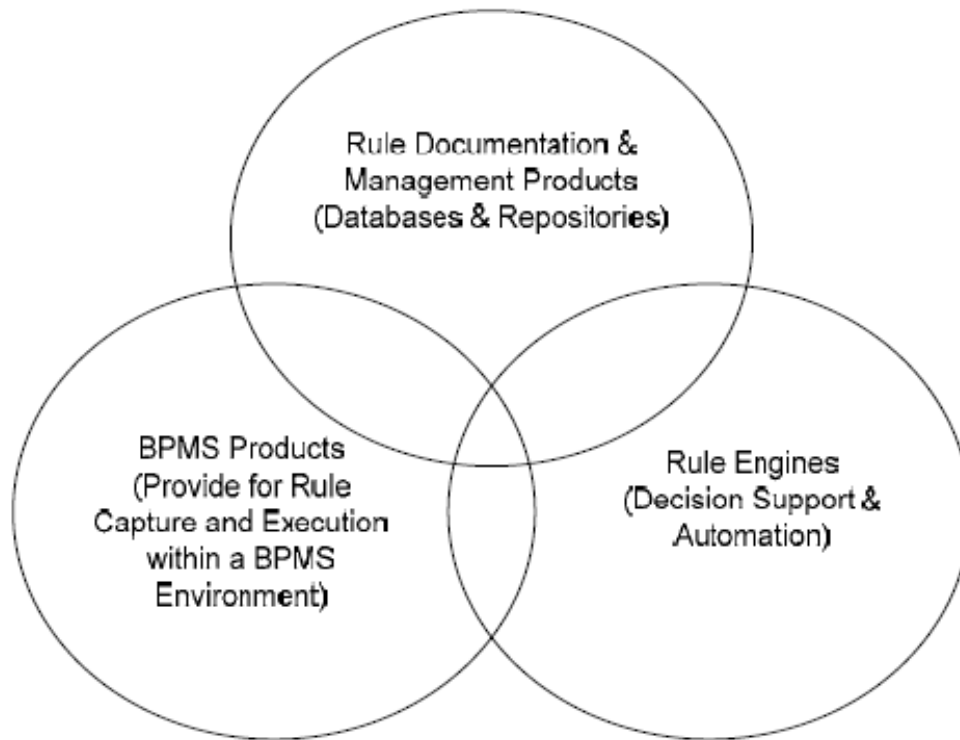 Rule Documentation &
Management Products
(Databases & Repositories)
BPMS Products
(Provide for Rule
Capture and Execution
within a BPMS
Environment)
Rule Engines
(Decision Support &
Automation)